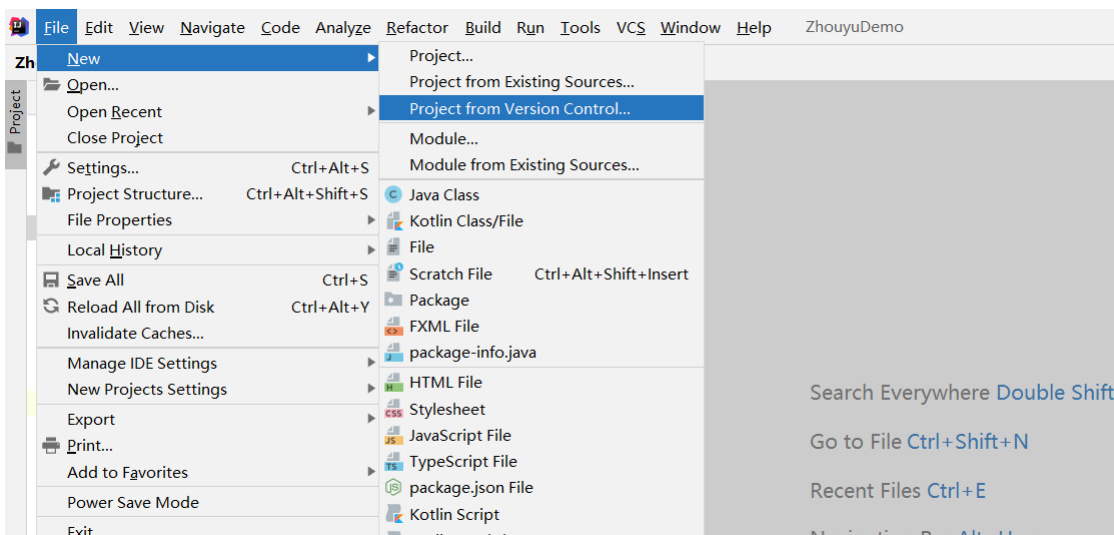 File Edit View Navigate Code Analyze Refactor Build Run Tools VCS Window Help ZhouyuDemo
Zh
Project
New
Open...
Open Recent
Close Project
Settings... Ctrl+Alt+S
Project Structure... Ctrl+Alt+Shift+S
File Properties
Local History
Save All Ctrl+S
Reload All from Disk Ctrl+Alt+Y
Invalidate Caches...
Manage IDE Settings
New Projects Settings
Export
Print...
Add to Favorites
Power Save Mode
Exit
Project...
Project from Existing Sources...
Project from Version Control...
Module...
Module from Existing Sources...
Java Class
Kotlin Class/File
File
Scratch File Ctrl+Alt+Shift+Insert
Package
FXML File
package-info.java
HTML File
Stylesheet
JavaScript File
TypeScript File
package.json File
Kotlin Script
Search Everywhere Double Shift
Go to File Ctrl+Shift+N
Recent Files Ctrl+E